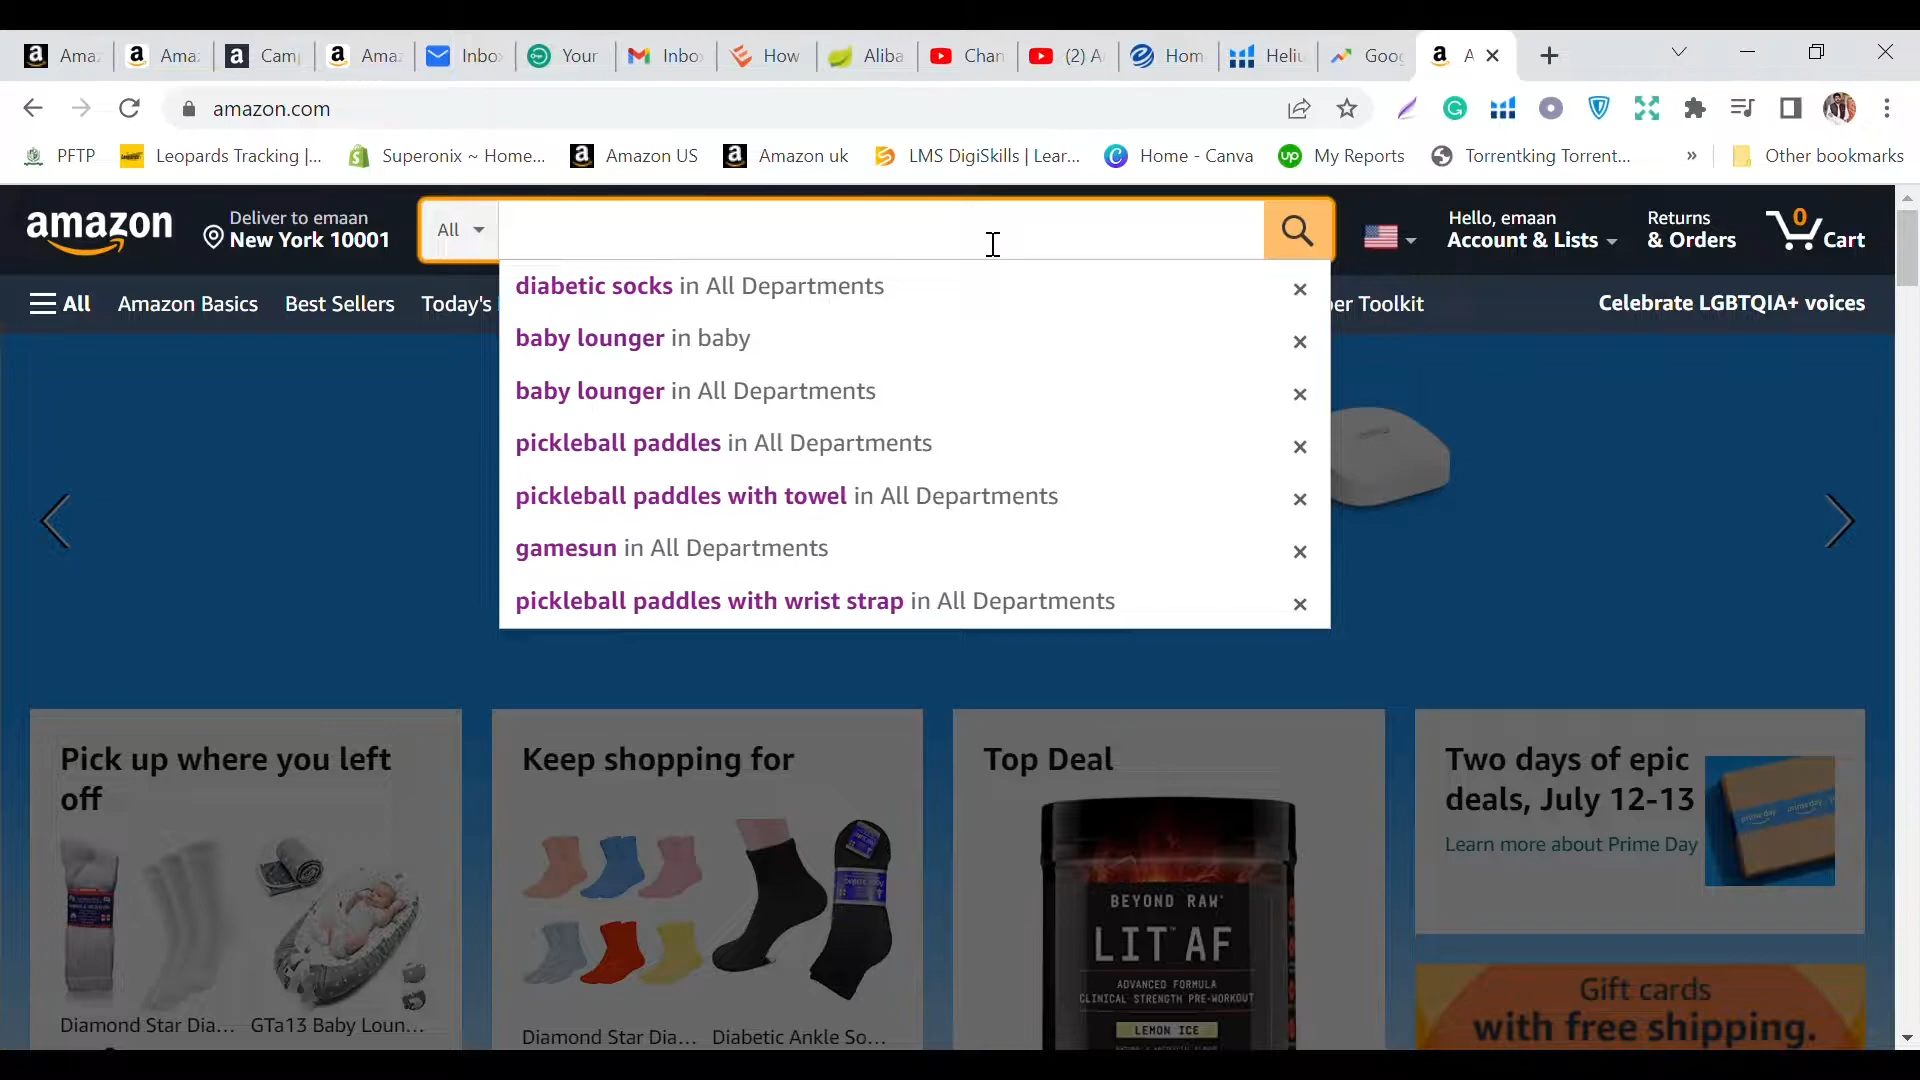 Ama
Ama
Cam
Ama
Inbo
Your
Inbo
How
Aliba
Chan
(2) A
Hom
Heliu
Goog
A
amazon.com
PFTP
Leopards Tracking |...
Superonix ~ Home...
Amazon US
Amazon uk
LMS DigiSkills | Lear...
Home - Canva
up
My Reports
Torrentking Torrent...
»
Other bookmarks
amazon
Deliver to emaan
New York 10001
All
Hello, emaan
Account & Lists
Returns
& Orders
0
Cart
All
Amazon Basics
Best Sellers
Today's
er Toolkit
Celebrate LGBTQIA+ voices
diabetic socks in All Departments
baby lounger in baby
baby lounger in All Departments
pickleball paddles in All Departments
pickleball paddles with towel in All Departments
gamesun in All Departments
pickleball paddles with wrist strap in All Departments
Pick up where you left
off
Diamond Star Dia...
GTa13 Baby Loun...
Keep shopping for
Diamond Star Dia...
Diabetic Ankle So...
Top Deal
BEYOND RAW
LIT AF
ADVANCED FORMULA
CLINICAL STRENGTH PRE-WORKOUT
LEMON ICE
Two days of epic
deals, July 12-13
Learn more about Prime Day
prime day
Gift cards
with free shipping.